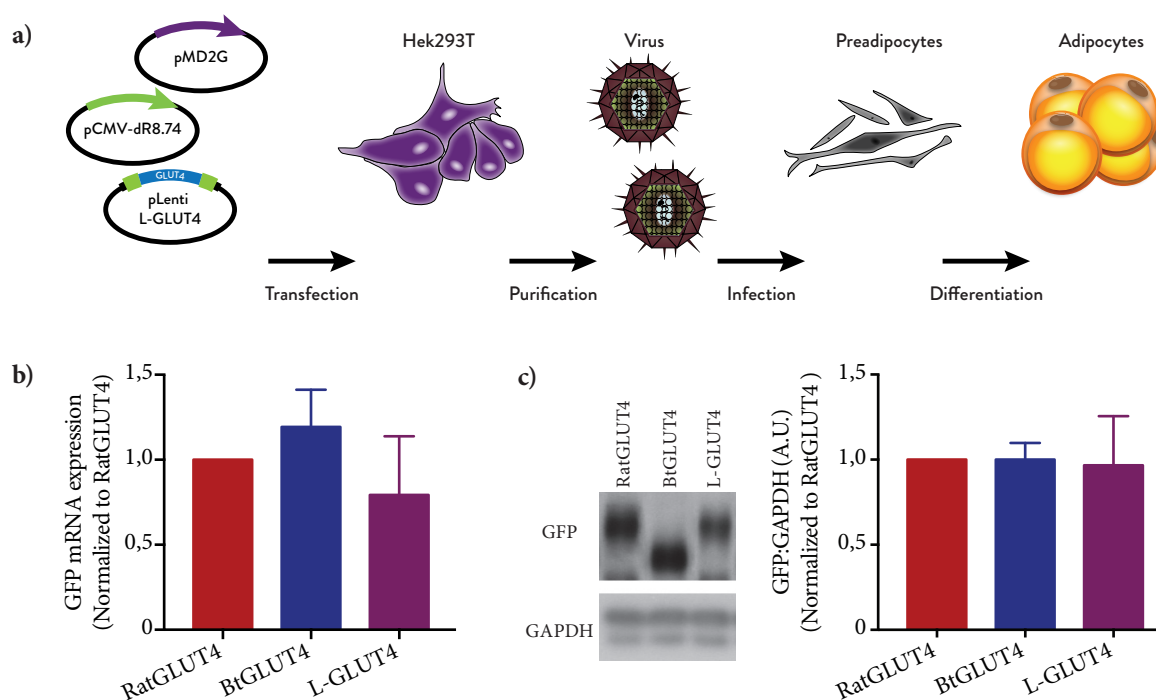 a)
pMD2G
pCMV-dR8.74
GLUT4
pLenti
L-GLUT4
Hek293T
Virus
Preadipocytes
Adipocytes
Transfection
Purification
Infection
Differentiation
b)
GFP mRNA expression
(Normalized to RatGLUT4)
1,5
1,0
0,5
0
RatGLUT4
BtGLUT4
L-GLUT4
c)
RatGLUT4
BtGLUT4
L-GLUT4
GFP
GAPDH
GFP:GAPDH (A.U.)
(Normalized to RatGLUT4 )
1,5
1,0
0,5
0
RatGLUT4
BtGLUT4
L-GLUT4